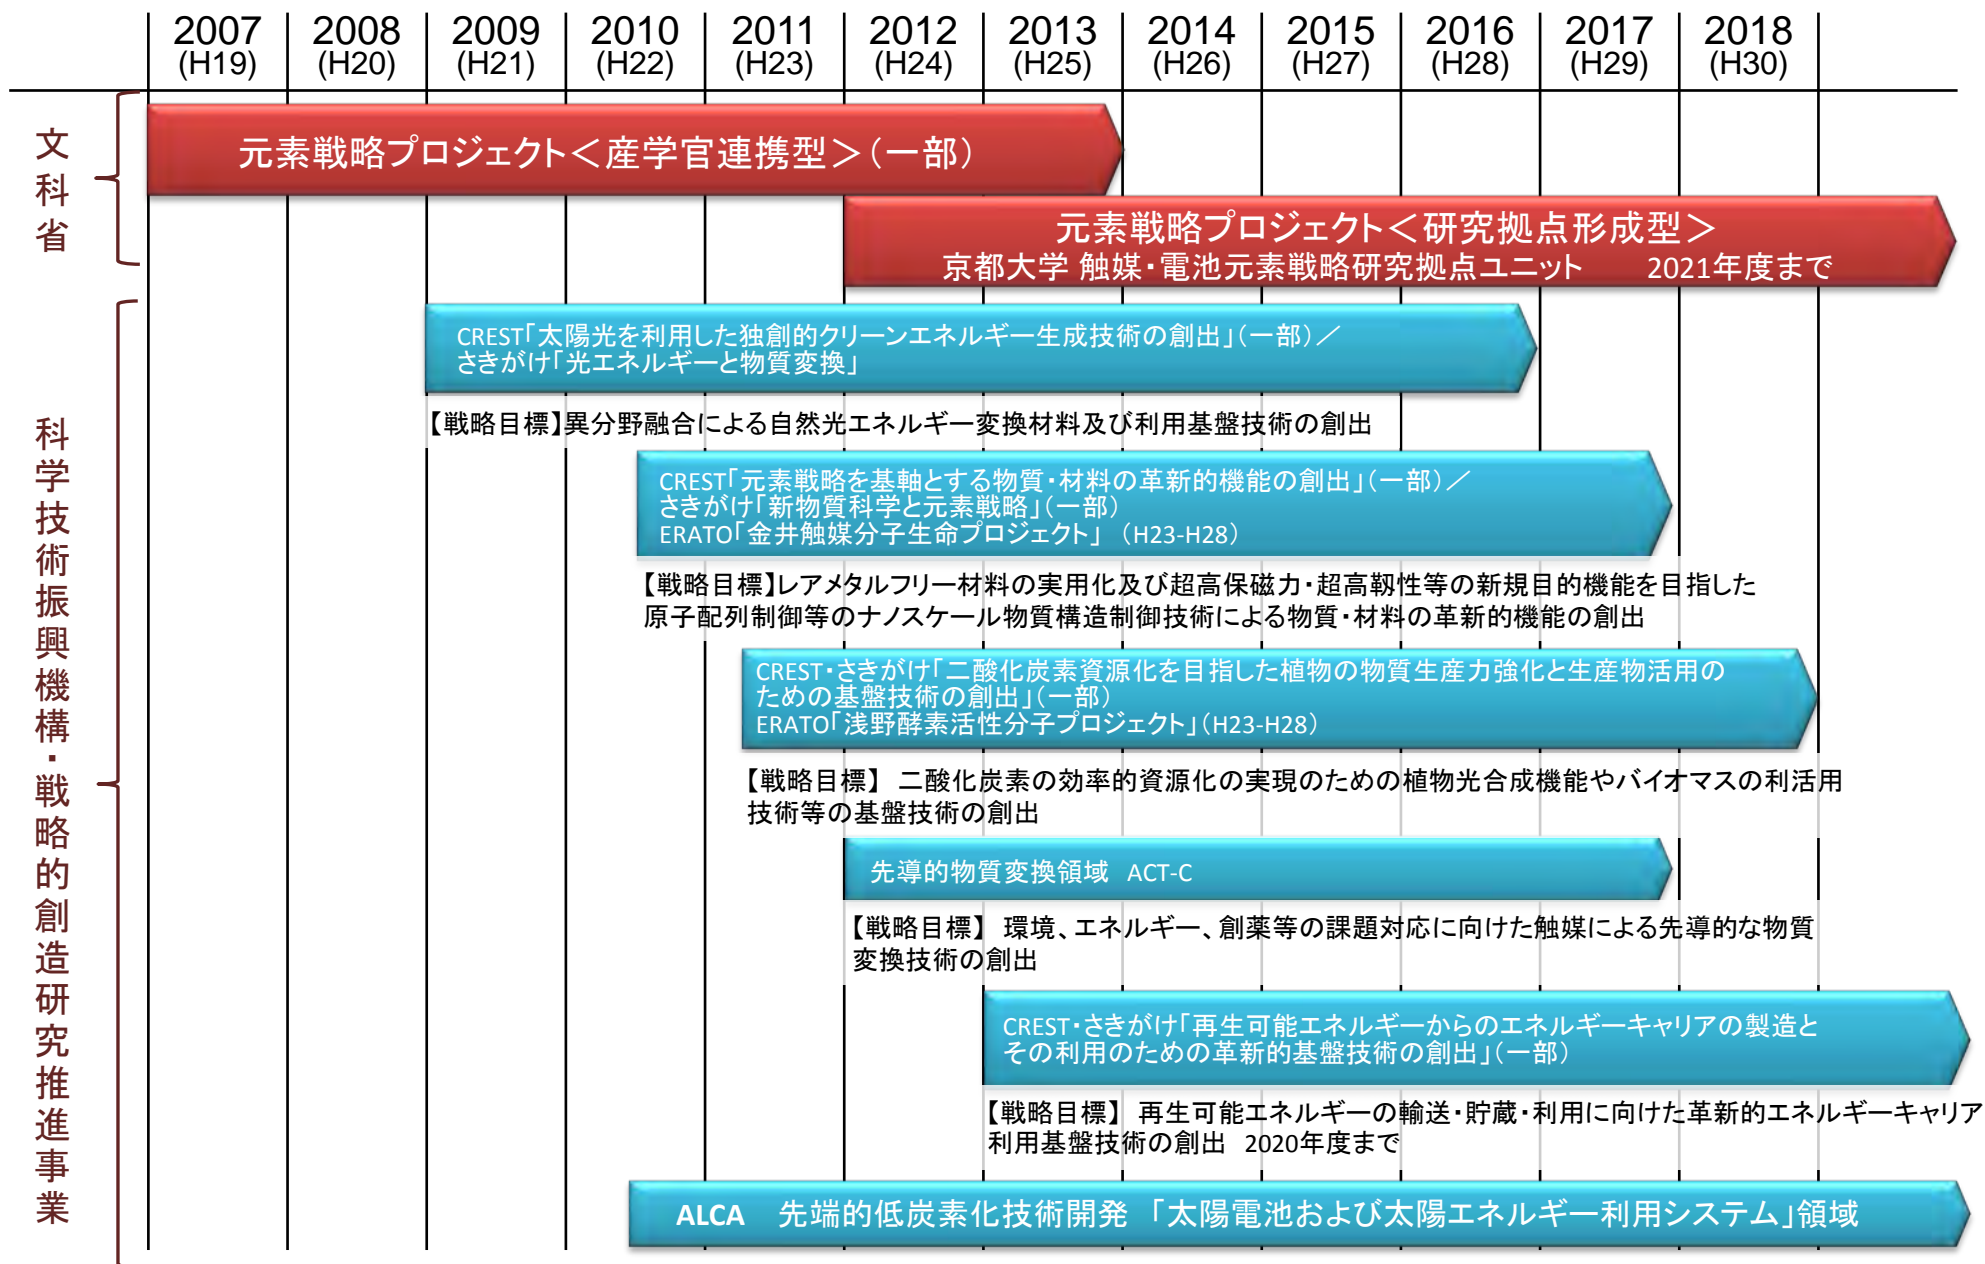 2007 2008 2009 2010 2011 2012 2013 2014 2015 2016 2017 2018
(H19) (H20) (H21) (H22) (H23) (H24) (H25) (H26) (H27) (H28) (H29) (H30)
文科省
元素戦略プロジェクト＜産学官連携型＞（一部）
元素戦略プロジェクト＜研究拠点形成型＞
京都大学 触媒・電池元素戦略研究拠点ユニット 2021年度まで
科学技術振興機構・戦略的創造研究推進事業
CREST「太陽光を利用した独創的クリーンエネルギー生成技術の創出」（一部）／
さきがけ「光エネルギーと物質変換」
【戦略目標】異分野融合による自然光エネルギー変換材料及び利用基盤技術の創出
CREST「元素戦略を基軸とする物質・材料の革新的機能の創出」（一部）／
さきがけ「新物質科学と元素戦略」（一部）
ERATO「金井触媒分子生命プロジェクト」 （H23-H28）
【戦略目標】レアメタルフリー材料の実用化及び超高保磁力・超高靱性等の新規目的機能を目指した
原子配列制御等のナノスケール物質構造制御技術による物質・材料の革新的機能の創出
CREST・さきがけ「二酸化炭素資源化を目指した植物の物質生産力強化と生産物活用の
ための基盤技術の創出」（一部）
ERATO「浅野酵素活性分子プロジェクト」（H23-H28）
【戦略目標】 二酸化炭素の効率的資源化の実現のための植物光合成機能やバイオマスの利活用
技術等の基盤技術の創出
先導的物質変換領域 ACT-C
【戦略目標】 環境、エネルギー、創薬等の課題対応に向けた触媒による先導的な物質
変換技術の創出
CREST・さきがけ「再生可能エネルギーからのエネルギーキャリアの製造と
その利用のための革新的基盤技術の創出」（一部）
【戦略目標】 再生可能エネルギーの輸送・貯蔵・利用に向けた革新的エネルギーキャリア
利用基盤技術の創出 2020年度まで
ALCA 先端的低炭素化技術開発 「太陽電池および太陽エネルギー利用システム」領域